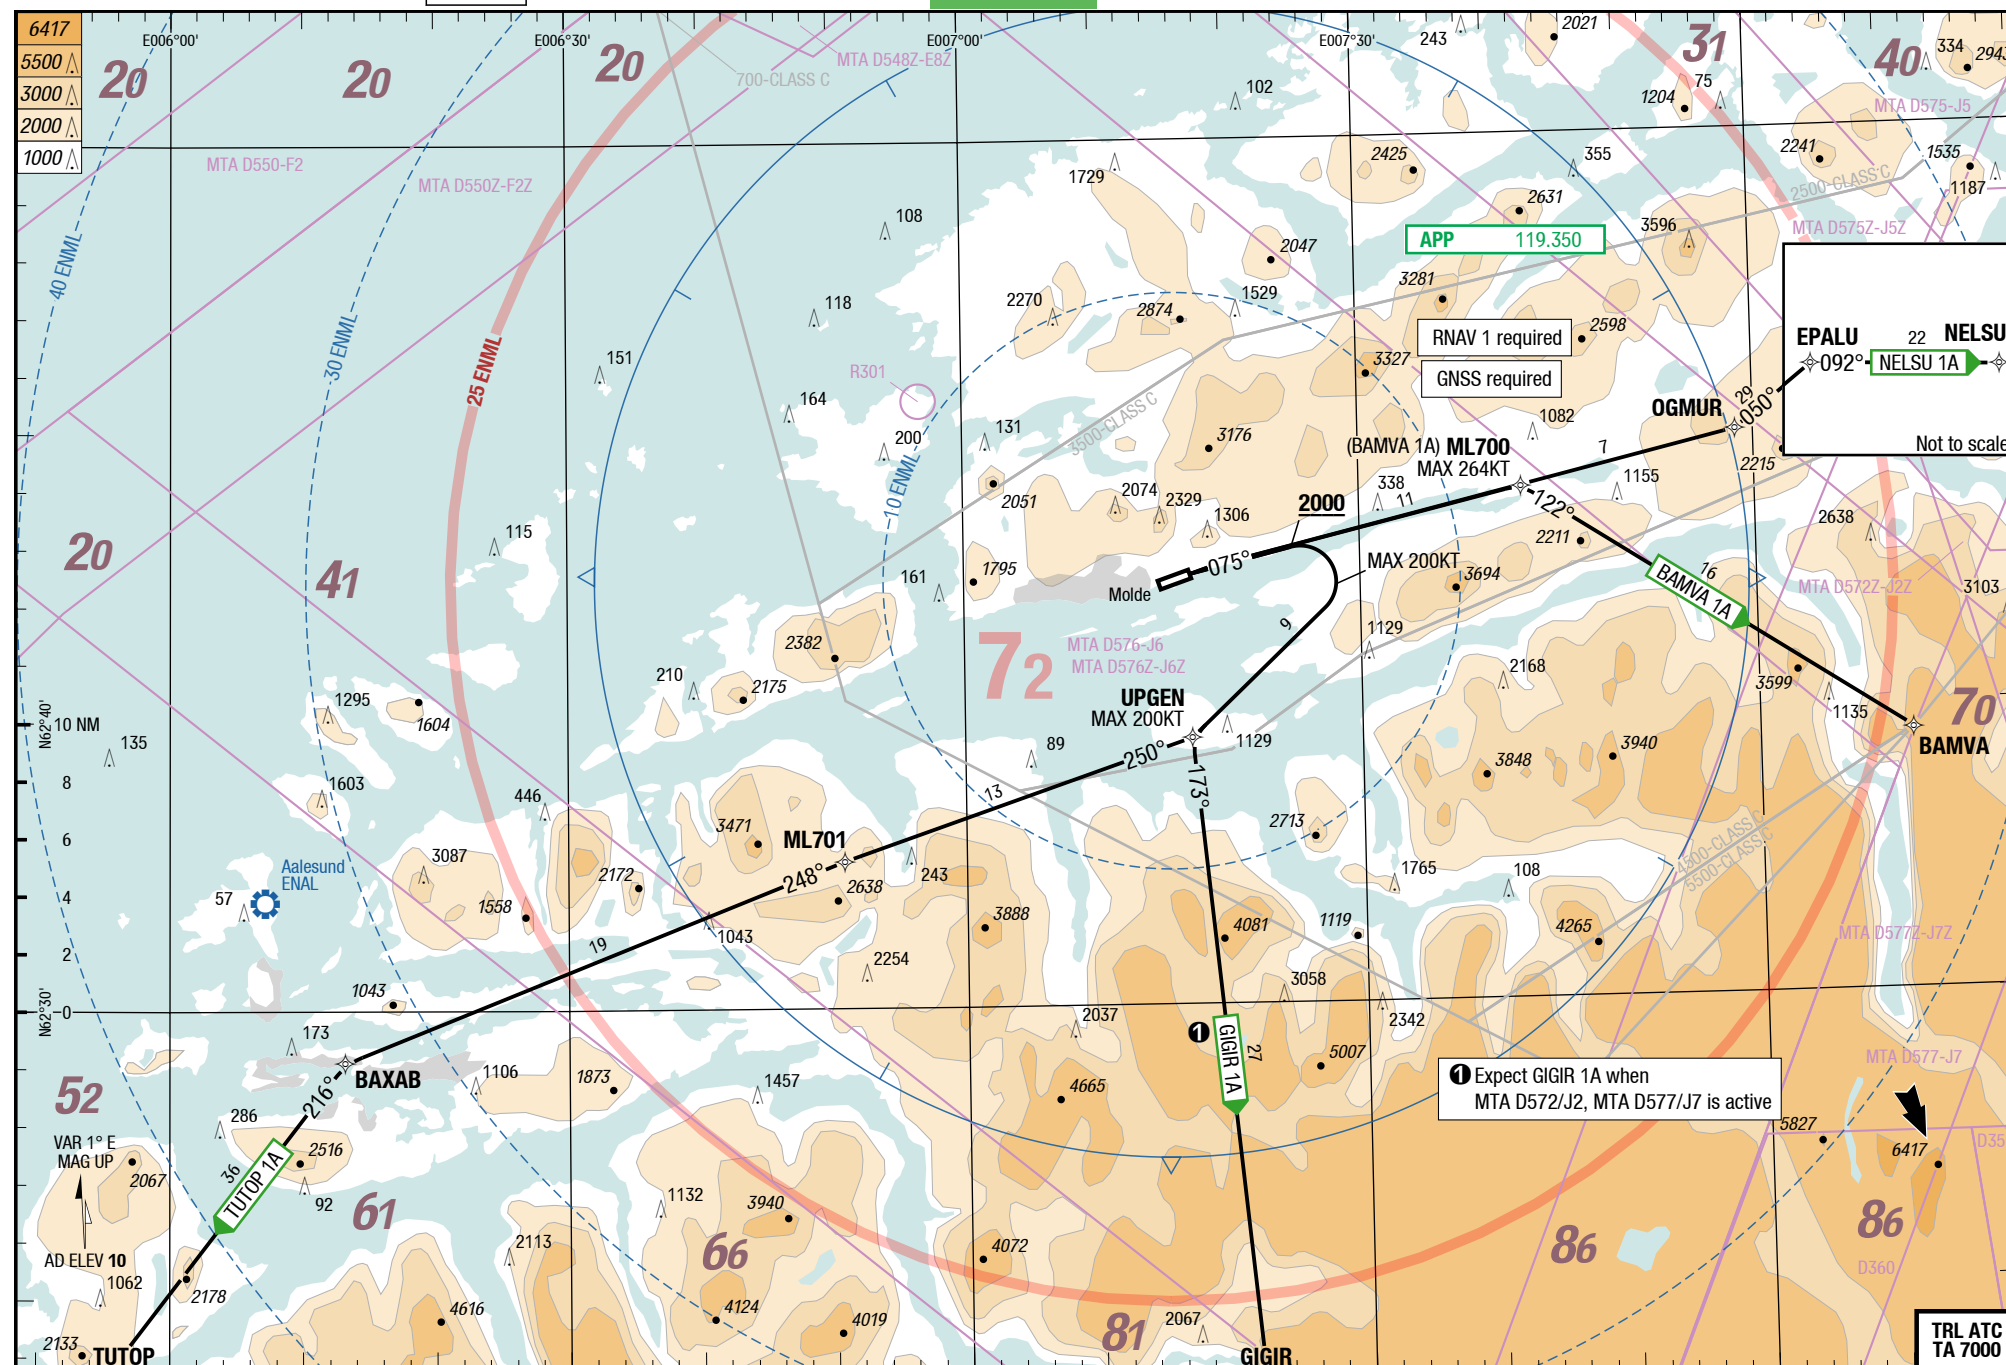 6417
5500
3000
2000
1000
E006°00'
E006°30'
E007°00'
E007°30'
20
20
20
31
40
243
2021
334
2943
MTA D548Z-E8Z
700-CLASS C
102
1204
75
MTA D575-J5
MTA D550-F2
MTA D550Z-F2Z
1729
2425
355
2241
1535
2500-CLASS C
1187
108
2047
2631
3596
MTA D575Z-J5Z
APP 119.350
40 ENML
30 ENML
25 ENML
10 ENML
118
2270
2874
1529
3281
RNAV 1 required
2598
EPALU
22
NELSU
092°
NELSU 1A
GNSS required
3327
151
R301
164
200
131
3500-CLASS C
3176
OGMUR
29
050°
1082
(BAMVA 1A) ML700
MAX 264KT
7
Not to scale
2215
2051
2074
2329
1306
2000
338
11
1155
122°
2211
2638
20
41
115
161
1795
075°
Molde
MAX 200KT
3694
16
BAMVA 1A
MTA D572Z-J2Z
3103
72
MTA D576-J6
MTA D576Z-J6Z
9
1129
2382
210
2175
2168
3599
1135
70
BAMVA
UPGEN
MAX 200KT
250°
173°
1129
N62°40'
10 NM
8
6
4
2
0
N62°30'
135
1295
1604
1603
446
89
13
3848
3940
2713
3471
ML701
248°
2638
243
1765
108
4500-CLASS C
5500-CLASS C
Aalesund
ENAL
57
3087
1558
2172
19
1043
3888
2254
4081
1119
4265
MTA D577Z-J7Z
3058
1043
173
BAXAB
216°
2037
2342
1
GIGIR 1A
27
5007
MTA D577-J7
1 Expect GIGIR 1A when
MTA D572/J2, MTA D577/J7 is active
52
1106
1873
1457
4665
5827
6417
D35
VAR 1° E
MAG UP
2067
286
2516
36
TUTOP 1A
92
61
1132
3940
66
86
86
AD ELEV 10
1062
2178
2113
4072
D360
4616
4124
4019
81
2067
2133
TUTOP
GIGIR
TRL ATC
TA 7000